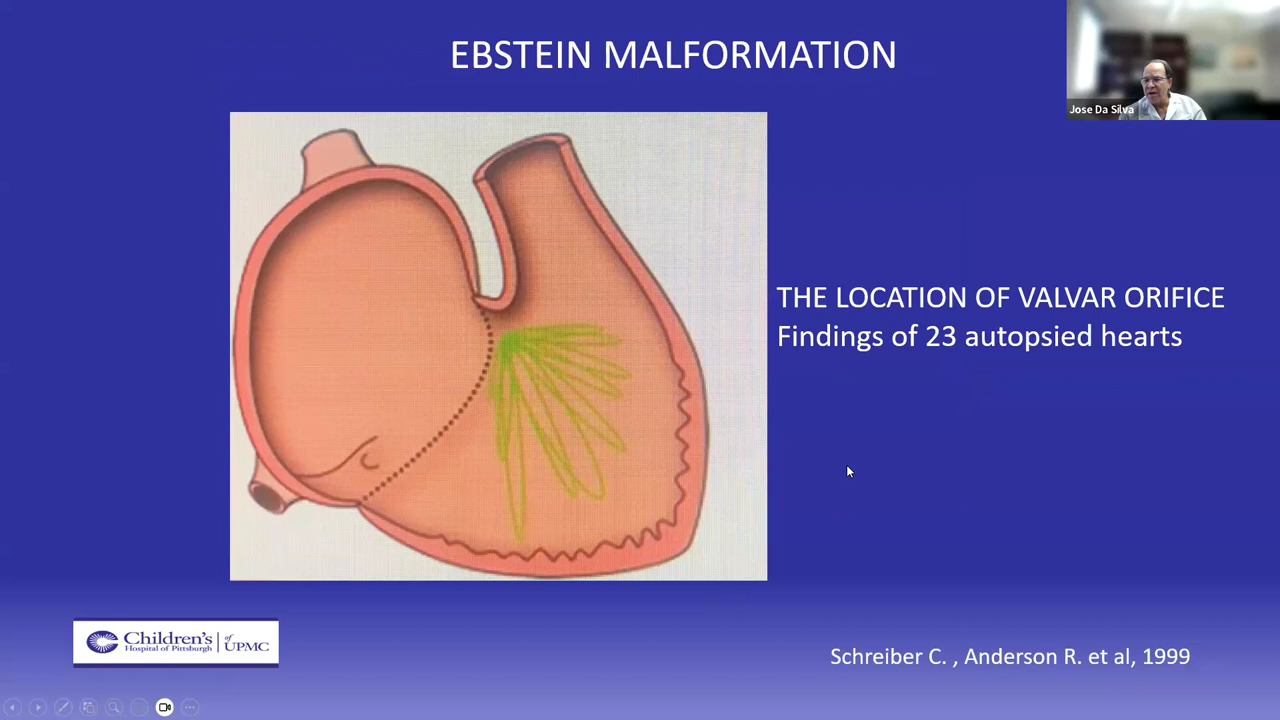 EBSTEIN MALFORMATION
Jose Da Silva
THE LOCATION OF VALVAR ORIFICE
Findings of 23 autopsied hearts
Children's
Hospital of Pittsburgh
of
UPMC
Schreiber C. , Anderson R. et al, 1999